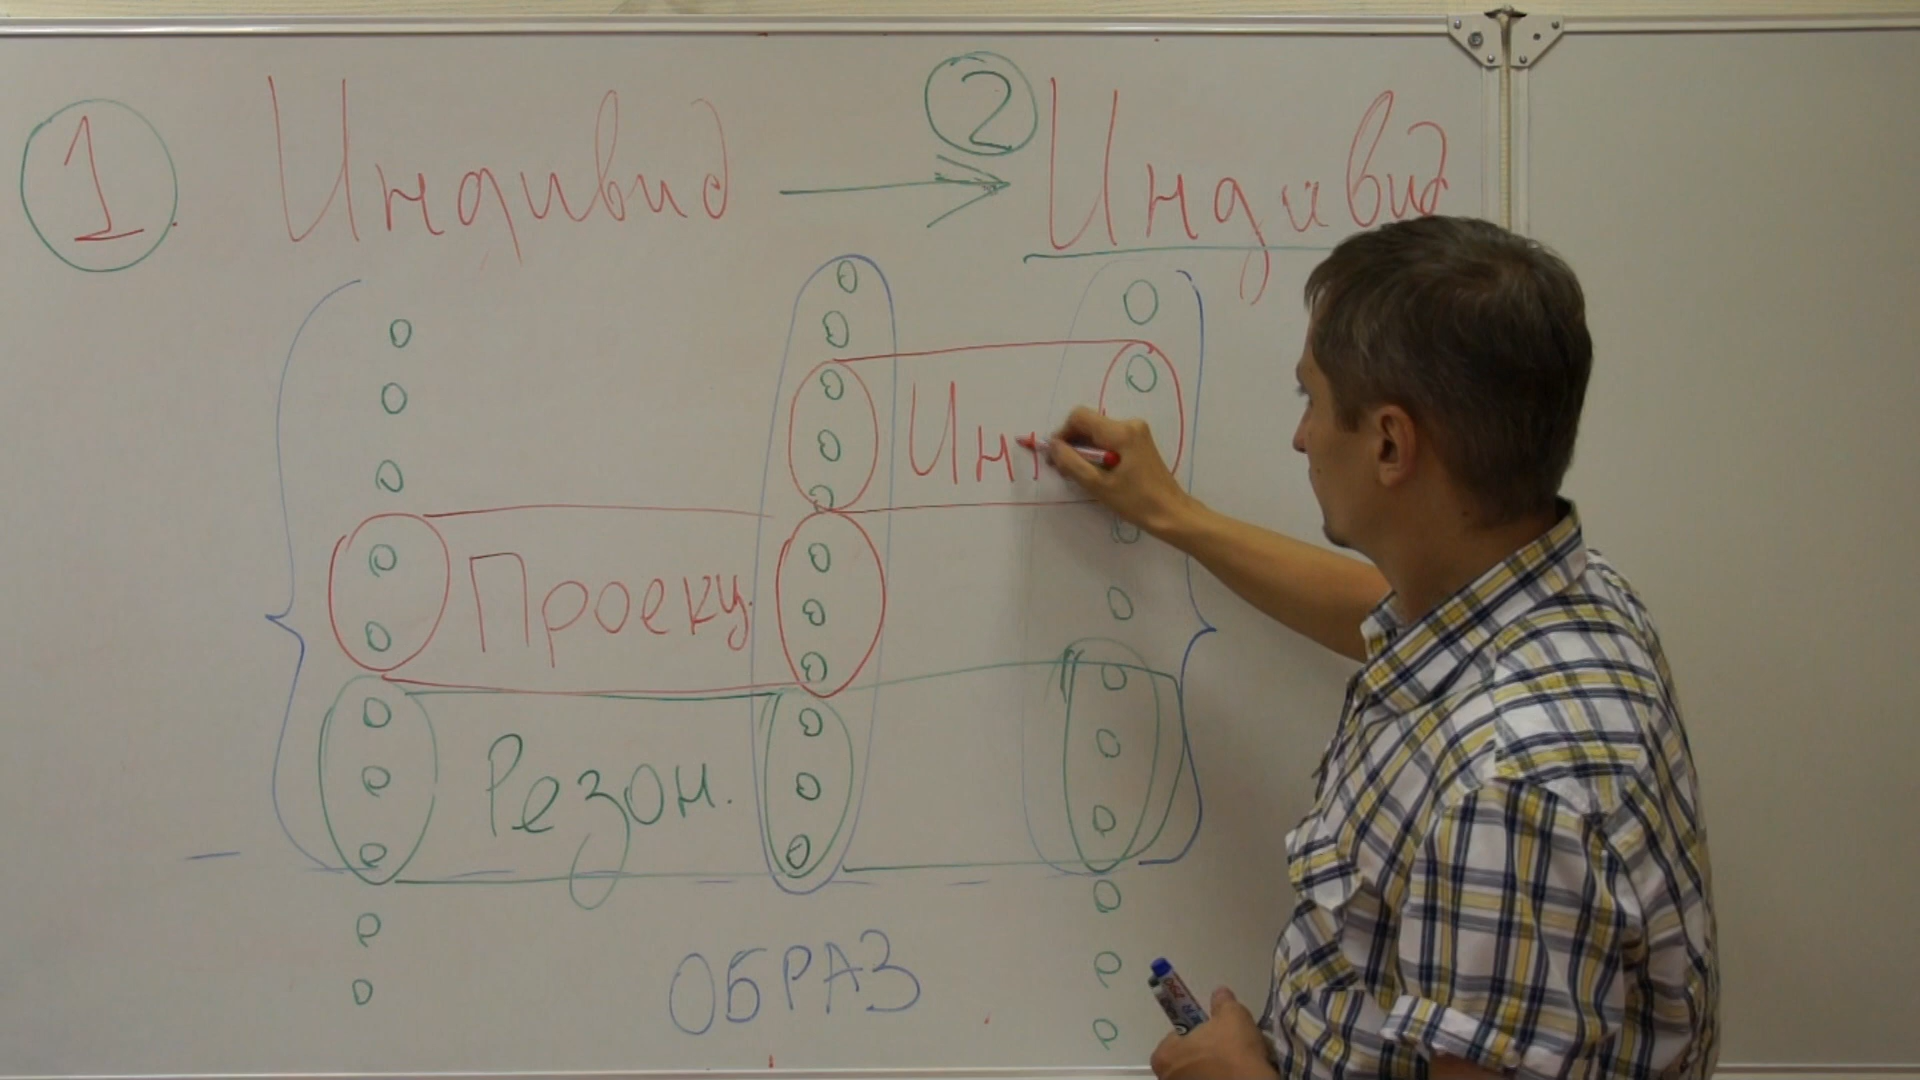 1. Индивид → 2 Индивид
Инт
Проекц.
Резон.
ОБРАЗ